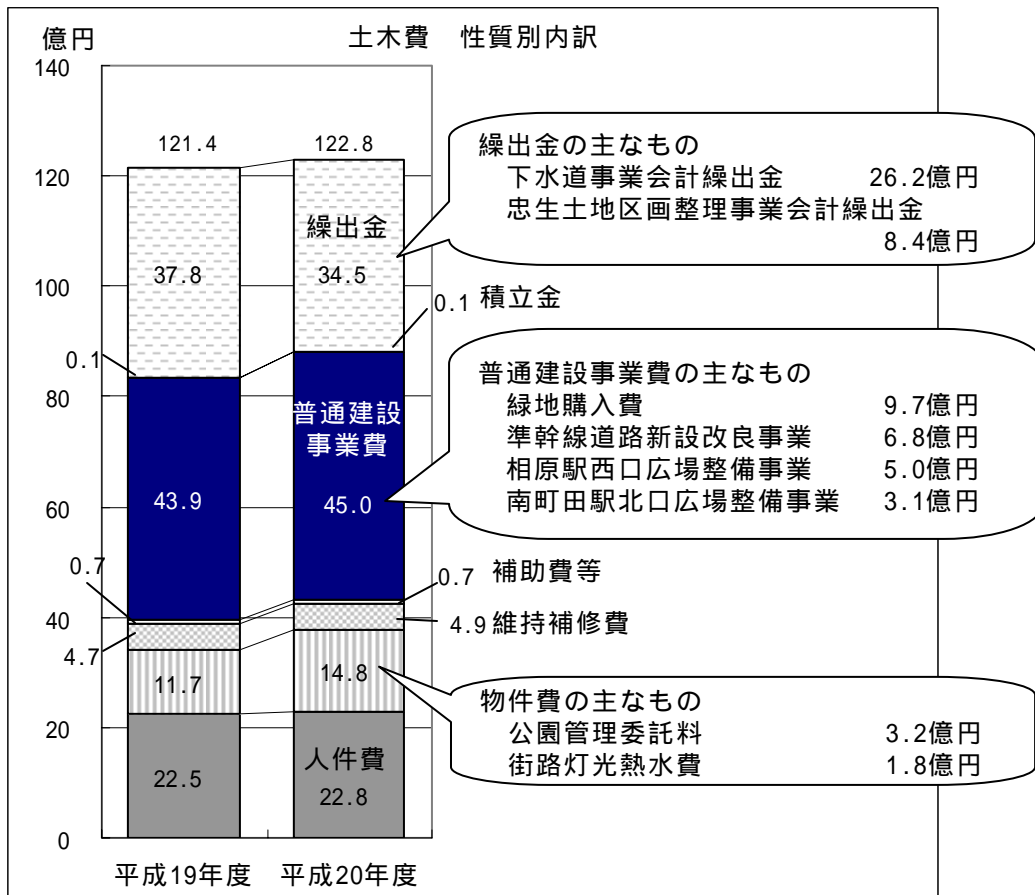 億円
土木費　性質別内訳
140
120
100
80
60
40
20
0
121.4
37.8
0.1
43.9
0.7
4.7
11.7
22.5
平成19年度
122.8
繰出金
34.5
0.1 積立金
普通建設
事業費
45.0
0.7 補助費等
4.9 維持補修費
14.8
人件費
22.8
平成20年度
繰出金の主なもの
下水道事業会計繰出金 26.2億円
忠生土地区画整理事業会計繰出金
8.4億円
普通建設事業費の主なもの
緑地購入費 9.7億円
準幹線道路新設改良事業 6.8億円
相原駅西口広場整備事業 5.0億円
南町田駅北口広場整備事業 3.1億円
物件費の主なもの
公園管理委託料 3.2億円
街路灯光熱水費 1.8億円